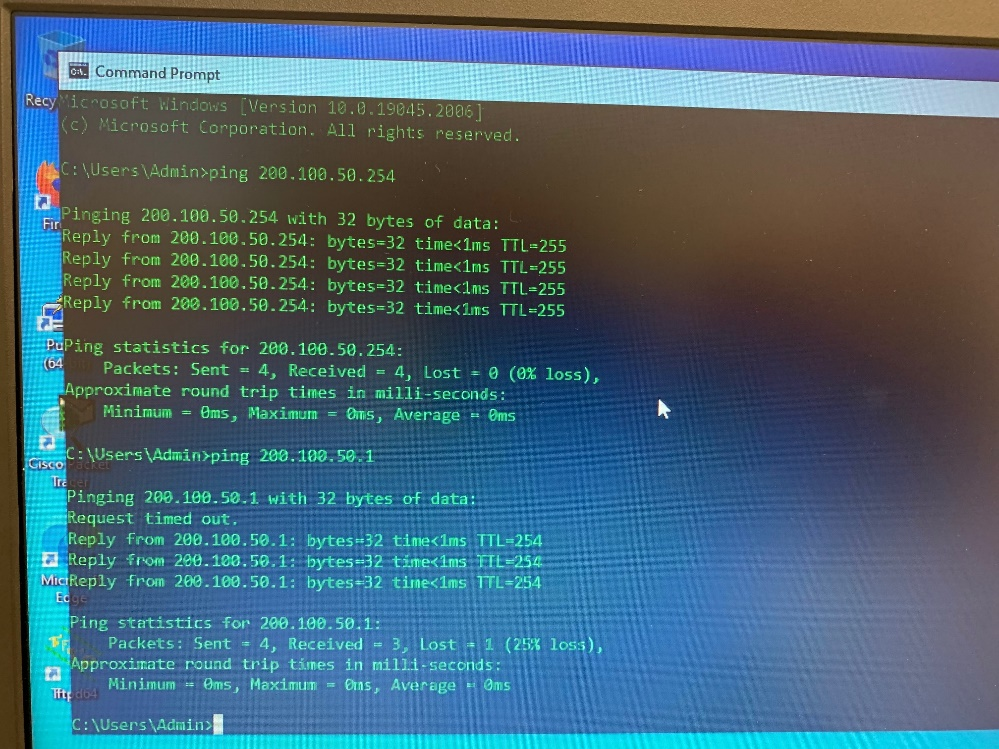 Command Prompt
Recy
Microsoft Windows [Version 10.0.19045.2006]
(c) Microsoft Corporation. All rights reserved.
C:\Users\Admin>ping 200.100.50.254
Fir
Pinging 200.100.50.254 with 32 bytes of data:
Reply from 200.100.50.254: bytes=32 time<1ms TTL=255
Reply from 200.100.50.254: bytes=32 time<1ms TTL=255
Reply from 200.100.50.254: bytes=32 time<1ms TTL=255
Reply from 200.100.50.254: bytes=32 time<1ms TTL=255
Pu
(64
Ping statistics for 200.100.50.254:
Packets: Sent = 4, Received = 4, Lost = 0 (0% loss),
Approximate round trip times in milli-seconds:
Minimum = 0ms, Maximum = 0ms, Average = 0ms
C:\Users\Admin>ping 200.100.50.1
Cisco Packet
Tracer
Pinging 200.100.50.1 with 32 bytes of data:
Request timed out.
Reply from 200.100.50.1: bytes=32 time<1ms TTL=254
Reply from 200.100.50.1: bytes=32 time<1ms TTL=254
Reply from 200.100.50.1: bytes=32 time<1ms TTL=254
Mic
Edge
Ping statistics for 200.100.50.1:
Packets: Sent = 4, Received = 3, Lost = 1 (25% loss),
Approximate round trip times in milli-seconds:
Minimum = 0ms, Maximum = 0ms, Average = 0ms
Tftpd64
C:\Users\Admin>